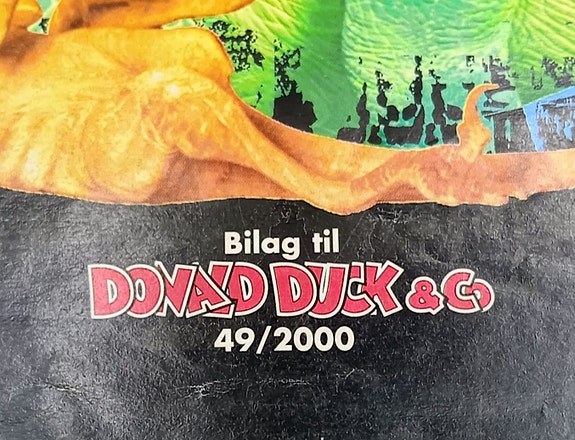 Bilag til
DONALD DUCK & Co
49/2000